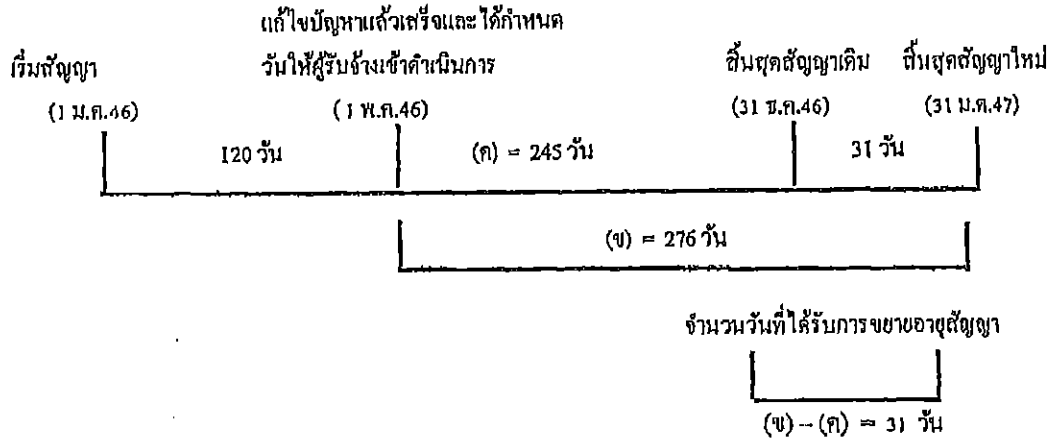 แก้ไขปัญหาแล้วเสร็จและได้กำหนด
เริ่มสัญญา วันให้ผู้รับจ้างเข้าดำเนินการ สิ้นสุดสัญญาเดิม สิ้นสุดสัญญาใหม่
(1 ม.ค.46) (1 พ.ค.46) (31 ธ.ค.46) (31 ม.ค.47)
120 วัน (ค) = 245 วัน 31 วัน
(ข) = 276 วัน
จำนวนวันที่ได้รับการขยายอายุสัญญา
(ข) - (ค) = 31 วัน